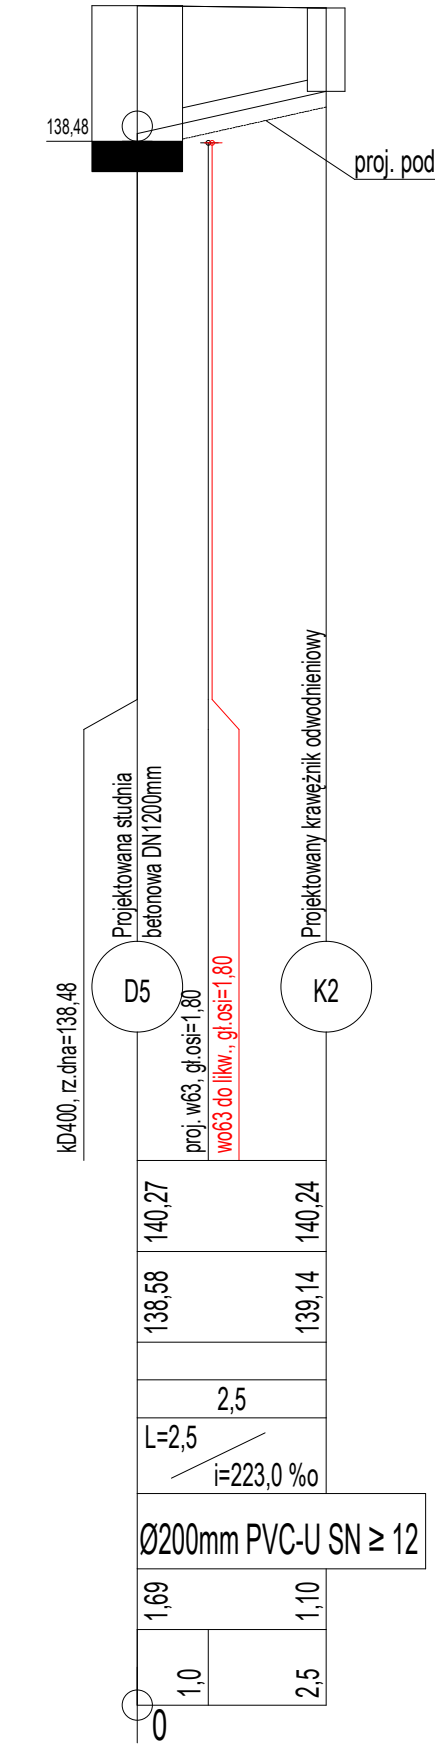 138,48
proj. pod
Projektowana studnia
betonowa DN1200mm
Projektowany krawężnik odwodnieniowy
D5
K2
kD400, rz.dna=138,48
proj. w63, gł.osi=1,80
wo63 do likw., gł.osi=1,80
140,27 140,24
138,58 139,14
2,5
L=2,5
i=223,0 %o
Ø200mm PVC-U SN ≥ 12
1,69 1,10
1,0 2,5
0